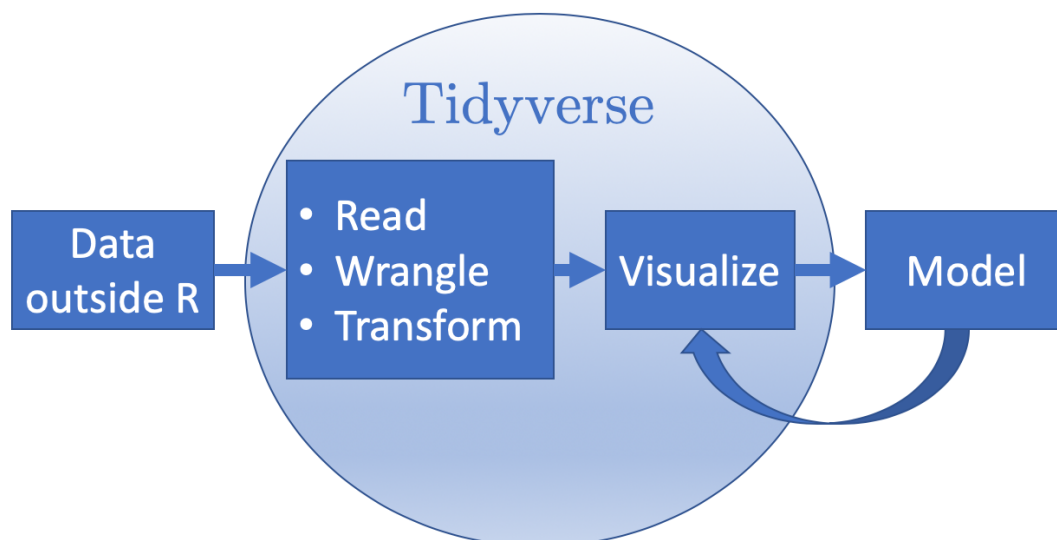 Tidyverse
Data
outside R
• Read
• Wrangle
• Transform
Visualize
Model